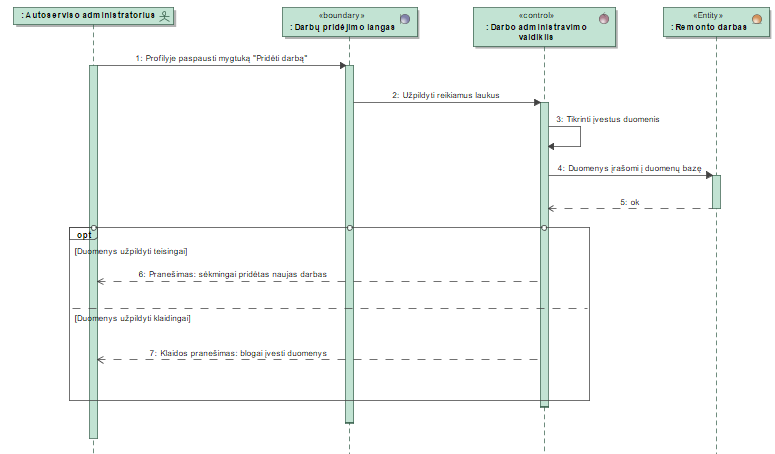 : Autoserviso administratorius
«boundary»
: Darbų pridėjimo langas
«control»
: Darbo administravimo
valdiklis
«Entity»
: Remonto darbas
1: Profilyje paspausti mygtuką "Pridėti darbą"
2: Užpildyti reikiamus laukus
3: Tikrinti įvestus duomenis
4: Duomenys įrašomi į duomenų bazę
5: ok
opt
[Duomenys užpildyti teisingai]
6: Pranešimas: sėkmingai pridėtas naujas darbas
[Duomenys užpildyti klaidingai]
7: Klaidos pranešimas: blogai įvesti duomenys